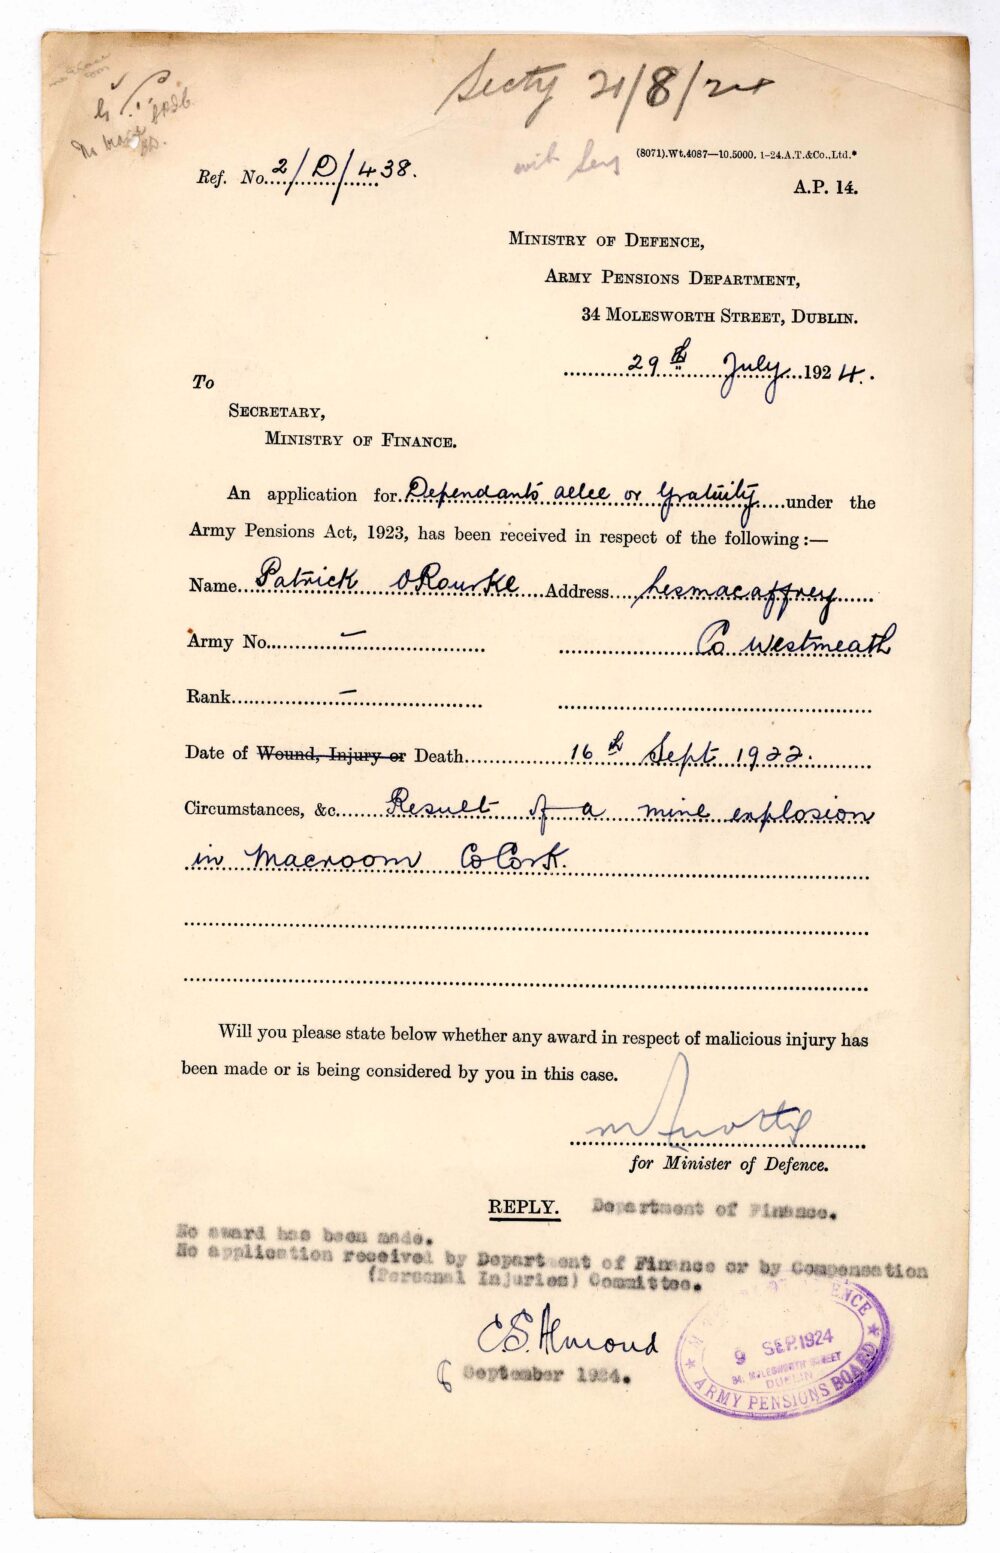 Secty 21/8/24
(8071).Wt.4087—10.5000. 1-24.A.T.&Co.,Ltd.*
Ref. No. 2/D/438.
A.P. 14.
Ministry of Defence,
Army Pensions Department,
34 Molesworth Street, Dublin.
29th July 1924.
To
Secretary,
Ministry of Finance.
An application for Dependants' allce or Gratuity under the
Army Pensions Act, 1923, has been received in respect of the following:—
Name Patrick O'Rourke Address Lesmacaffrey
Army No. — Co Westmeath
Rank —
Date of Wound, Injury or Death 16th Sept 1922.
Circumstances, &c. Result of a mine explosion
in Macroom Co Cork.
Will you please state below whether any award in respect of malicious injury has
been made or is being considered by you in this case.
for Minister of Defence.
REPLY. Department of Finance.
No award has been made.
No application received by Department of Finance or by Compensation
(Personal Injuries) Committee.
E.S. Almond
6 September 1924.
9 SEP. 1924
34, MOLESWORTH STREET
DUBLIN
ARMY PENSIONS BOARD